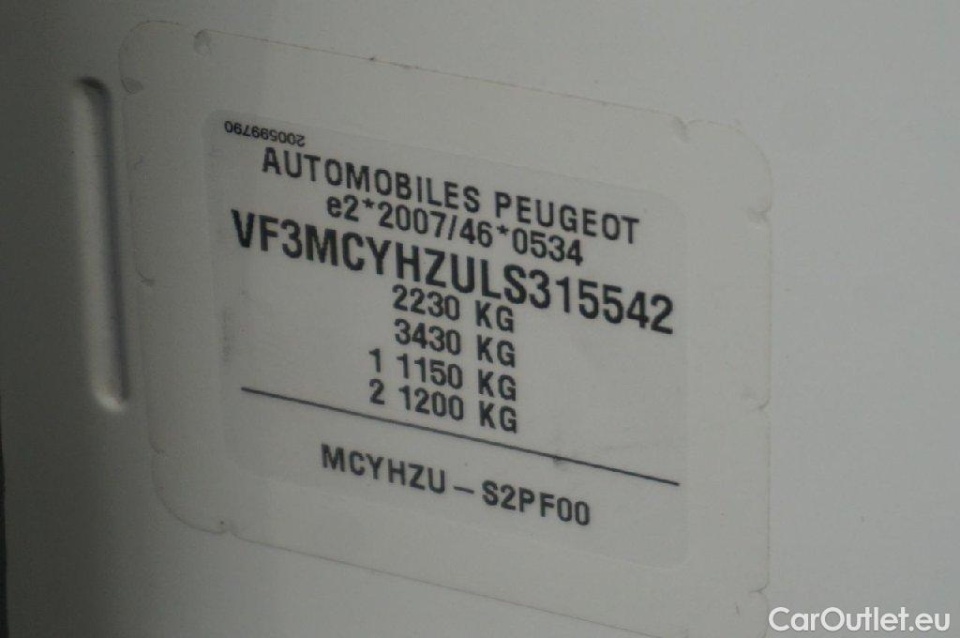 200599790
AUTOMOBILES PEUGEOT
e2*2007/46*0534
VF3MCYHZULS315542
2230 KG
3430 KG
1 1150 KG
2 1200 KG
MCYHZU – S2PF00
CarOutlet.eu